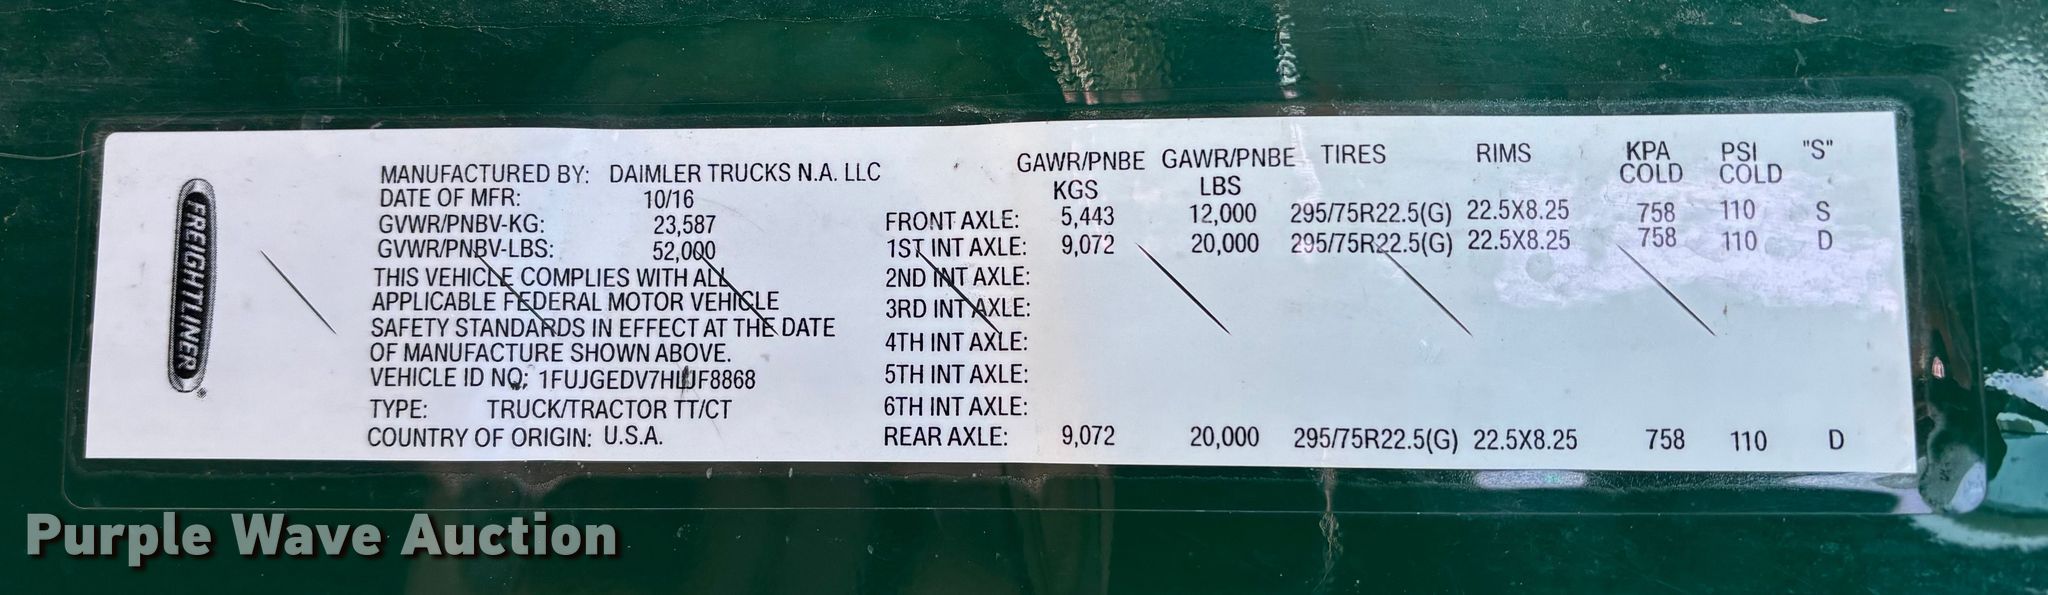 FREIGHTLINER
MANUFACTURED BY: DAIMLER TRUCKS N.A. LLC
DATE OF MFR: 10/16
GVWR/PNBV-KG: 23,587
GVWR/PNBV-LBS: 52,000
THIS VEHICLE COMPLIES WITH ALL
APPLICABLE FEDERAL MOTOR VEHICLE
SAFETY STANDARDS IN EFFECT AT THE DATE
OF MANUFACTURE SHOWN ABOVE.
VEHICLE ID NO:
TYPE: TRUCK/TRACTOR TT/CT
COUNTRY OF ORIGIN: U.S.A.
GAWR/PNBE KGS GAWR/PNBE LBS TIRES RIMS KPA COLD PSI COLD "S"
FRONT AXLE: 5,443 12,000 295/75R22.5(G) 22.5X8.25 758 110 S
1ST INT AXLE: 9,072 20,000 295/75R22.5(G) 22.5X8.25 758 110 D
2ND INT AXLE:
3RD INT AXLE:
4TH INT AXLE:
5TH INT AXLE:
6TH INT AXLE:
REAR AXLE: 9,072 20,000 295/75R22.5(G) 22.5X8.25 758 110 D
Purple Wave Auction